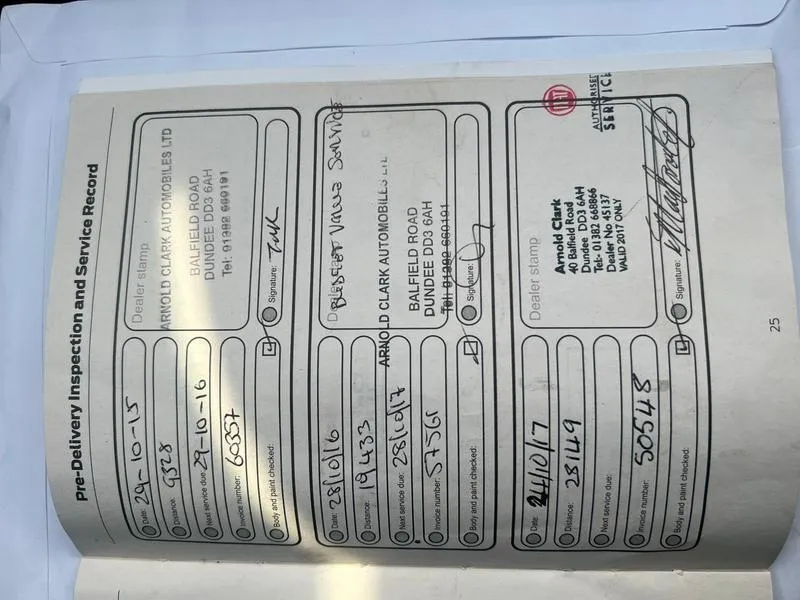 Pre-Delivery Inspection and Service Record
Date: 29-10-15
Distance: 9328
Next service due: 29-10-16
Invoice number: 60357
Body and paint checked:
Dealer stamp
ARNOLD CLARK AUTOMOBILES LTD
BALFIELD ROAD
DUNDEE DD3 6AH
Tel: 01382 660191
Signature:
Date: 28/10/16
Distance: 19433
Next service due: 28/10/17
Invoice number: 57561
Body and paint checked:
Dealer stamp
ARNOLD CLARK AUTOMOBILES LTD
BALFIELD ROAD
DUNDEE DD3 6AH
Tel: 01382 660191
Signature:
Date: 24/10/17
Distance: 23149
Next service due:
Invoice number: 50548
Body and paint checked:
Dealer stamp
FIAT
AUTHORISED
SERVICE
Arnold Clark
40 Balfield Road
Dundee DD3 6AH
Tel- 01382 668866
Dealer No 45137
VALID 2017 ONLY
Signature:
25